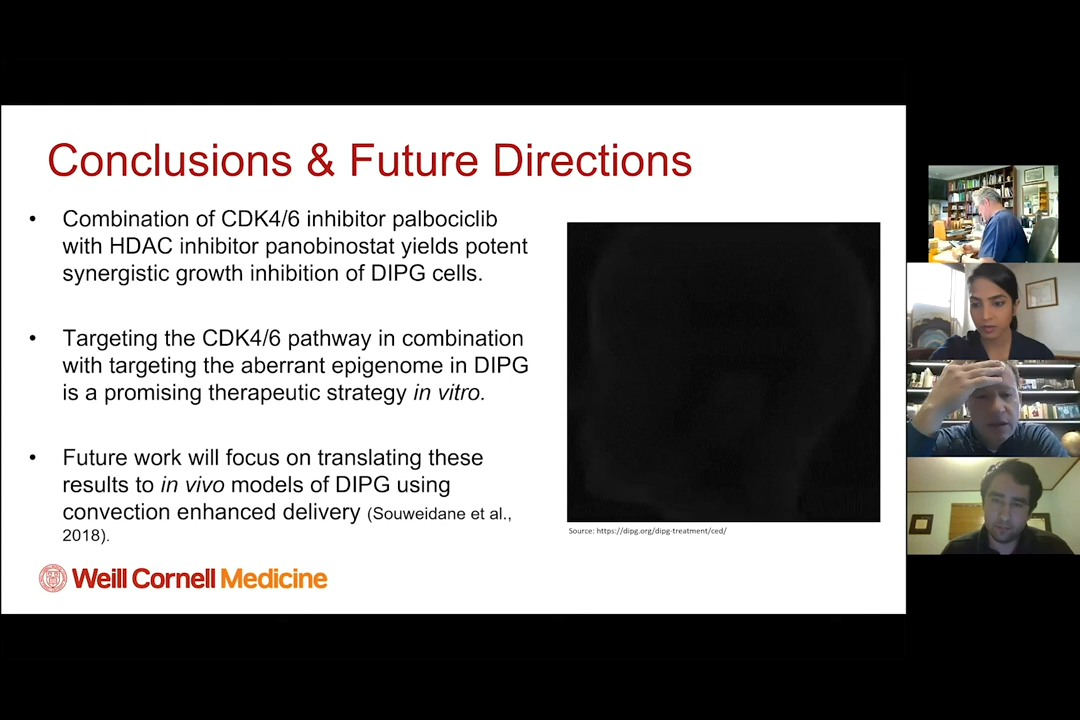 Conclusions & Future Directions
• Combination of CDK4/6 inhibitor palbociclib
with HDAC inhibitor panobinostat yields potent
synergistic growth inhibition of DIPG cells.
• Targeting the CDK4/6 pathway in combination
with targeting the aberrant epigenome in DIPG
is a promising therapeutic strategy in vitro.
• Future work will focus on translating these
results to in vivo models of DIPG using
convection enhanced delivery (Souweidane et al.,
2018).
Source: https://dipg.org/dipg-treatment/ced/
Weill Cornell Medicine